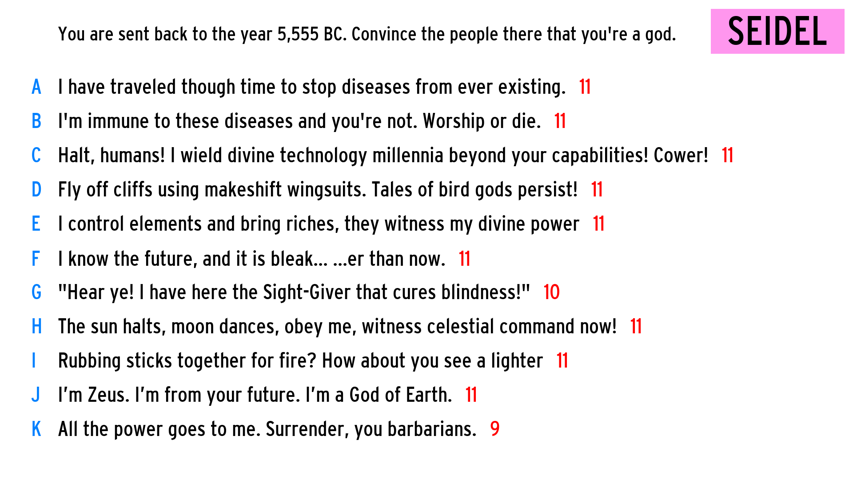 You are sent back to the year 5,555 BC. Convince the people there that you're a god.
SEIDEL
A I have traveled though time to stop diseases from ever existing. 11
B I'm immune to these diseases and you're not. Worship or die. 11
C Halt, humans! I wield divine technology millennia beyond your capabilities! Cower! 11
D Fly off cliffs using makeshift wingsuits. Tales of bird gods persist! 11
E I control elements and bring riches, they witness my divine power 11
F I know the future, and it is bleak... ...er than now. 11
G "Hear ye! I have here the Sight-Giver that cures blindness!" 10
H The sun halts, moon dances, obey me, witness celestial command now! 11
I Rubbing sticks together for fire? How about you see a lighter 11
J I’m Zeus. I’m from your future. I’m a God of Earth. 11
K All the power goes to me. Surrender, you barbarians. 9